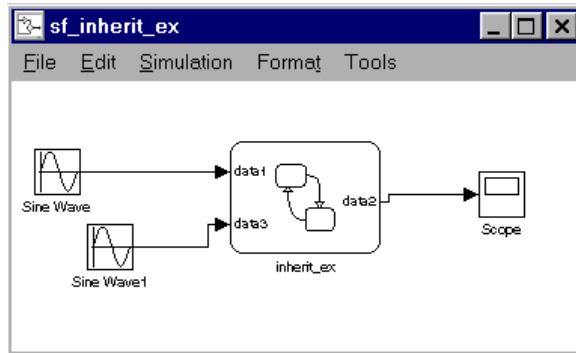 sf_inherit_ex
File Edit Simulation Format Tools
data1
data2
Sine Wave
data3
Scope
Sine Wave1
inherit_ex